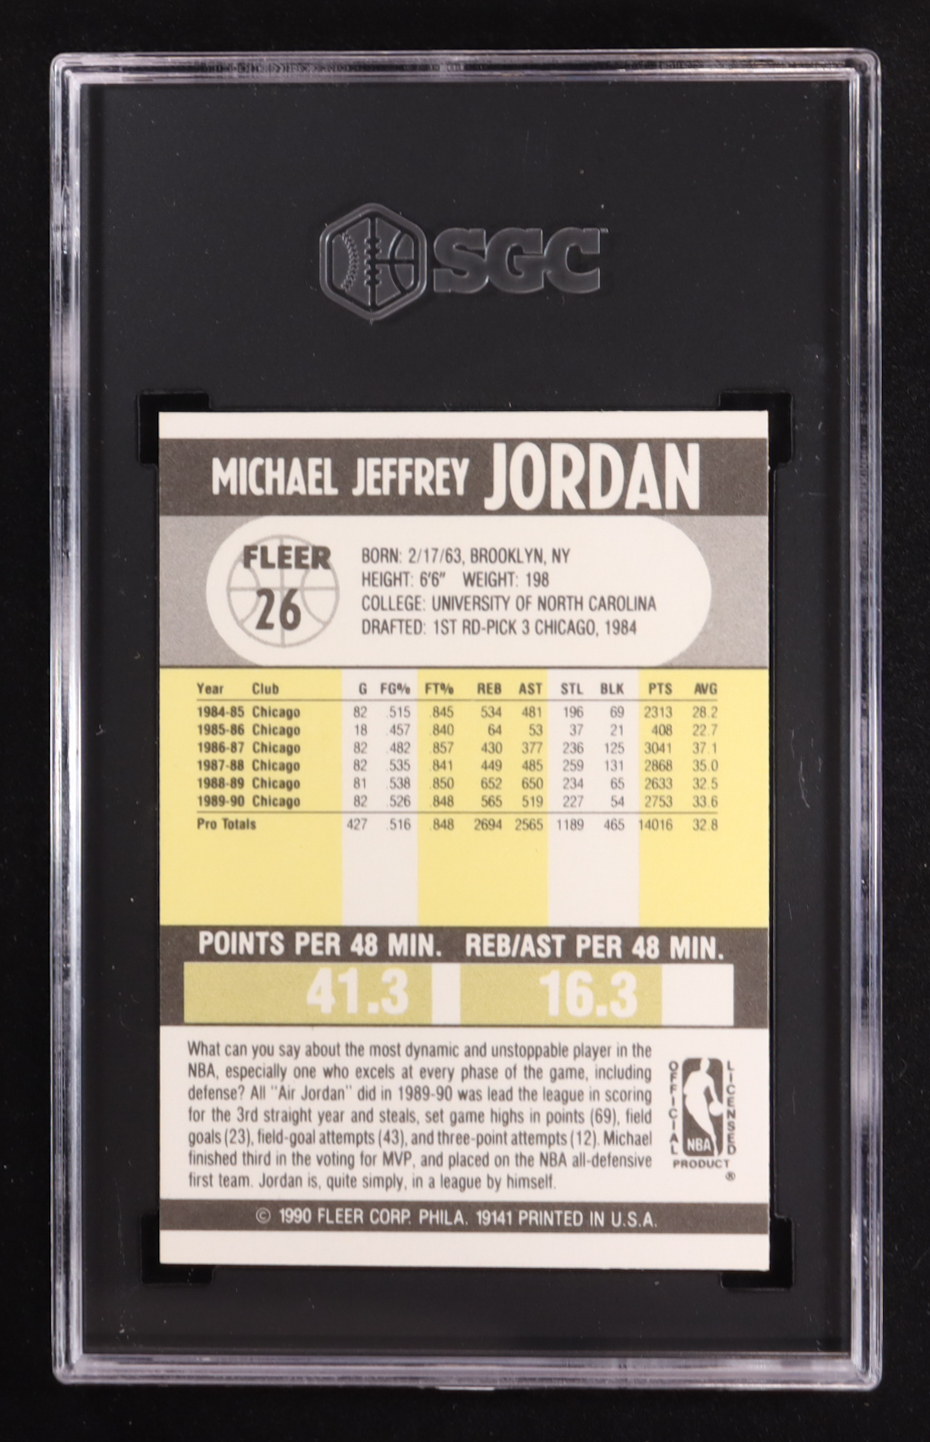 SGC
MICHAEL JEFFREY JORDAN
FLEER
26
BORN: 2/17/63, BROOKLYN, NY
HEIGHT: 6'6" WEIGHT: 198
COLLEGE: UNIVERSITY OF NORTH CAROLINA
DRAFTED: 1ST RD-PICK 3 CHICAGO, 1984
Year Club G FG% FT% REB AST STL BLK PTS AVG
1984-85 Chicago 82 .515 .845 534 481 196 69 2313 28.2
1985-86 Chicago 18 .457 .840 64 53 37 21 408 22.7
1986-87 Chicago 82 .482 .857 430 377 236 125 3041 37.1
1987-88 Chicago 82 .535 .841 449 485 259 131 2868 35.0
1988-89 Chicago 81 .538 .850 652 650 234 65 2633 32.5
1989-90 Chicago 82 .526 .848 565 519 227 54 2753 33.6
Pro Totals 427 .516 .848 2694 2565 1189 465 14016 32.8
POINTS PER 48 MIN. REB/AST PER 48 MIN.
41.3 16.3
What can you say about the most dynamic and unstoppable player in the
NBA, especially one who excels at every phase of the game, including
defense? All "Air Jordan" did in 1989-90 was lead the league in scoring
for the 3rd straight year and steals, set game highs in points (69), field
goals (23), field-goal attempts (43), and three-point attempts (12). Michael
finished third in the voting for MVP, and placed on the NBA all-defensive
first team. Jordan is, quite simply, in a league by himself.
OFFICIAL LICENSED
NBA
PRODUCT
®
© 1990 FLEER CORP. PHILA. 19141 PRINTED IN U.S.A.